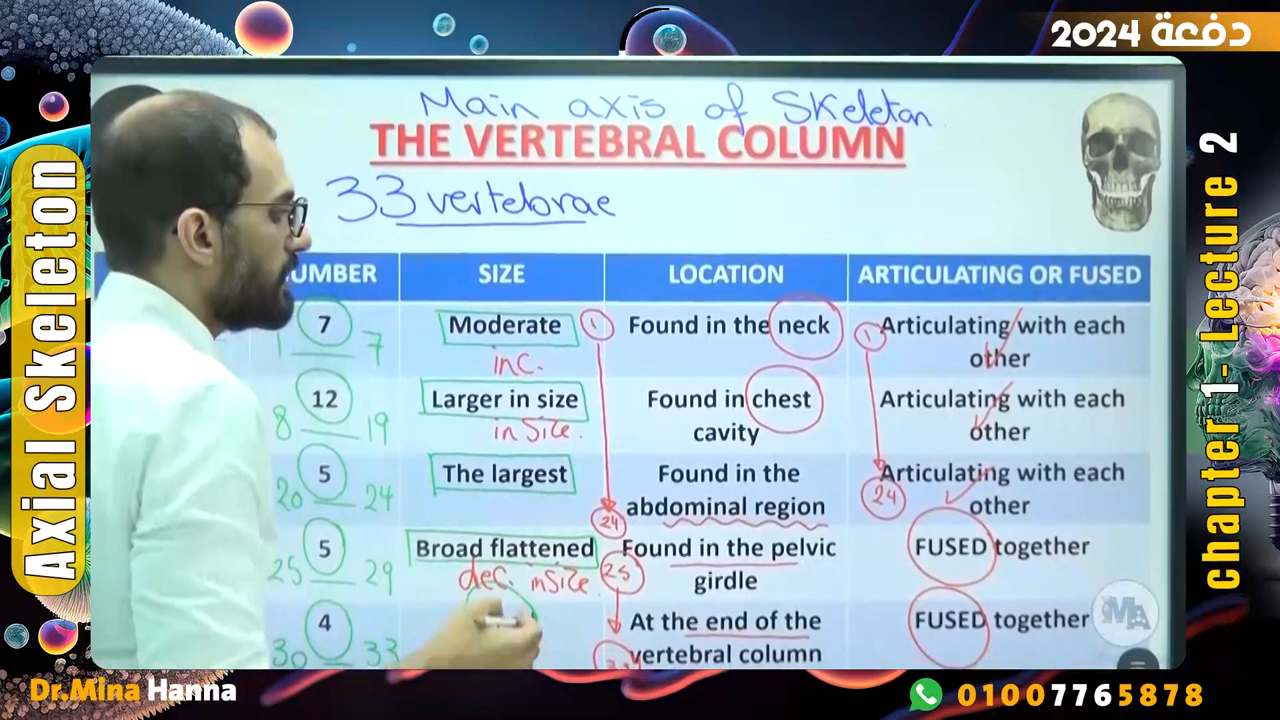 دفعة 2024
Axial Skeleton
chapter 1- Lecture 2
Main axis of Skeleton
THE VERTEBRAL COLUMN
33 vertebrae
UMBER SIZE LOCATION ARTICULATING OR FUSED
7 Moderate Found in the neck Articulating with each other
1 7 inc. 1 1
12 Larger in size Found in chest cavity Articulating with each other
8 19 in size.
5 The largest Found in the abdominal region Articulating with each other
20 24 24 24
5 Broad flattened Found in the pelvic girdle FUSED together
25 29 dec. in size. 25
4 At the end of the vertebral column FUSED together
30 33
MA
Dr.Mina Hanna
01007765878